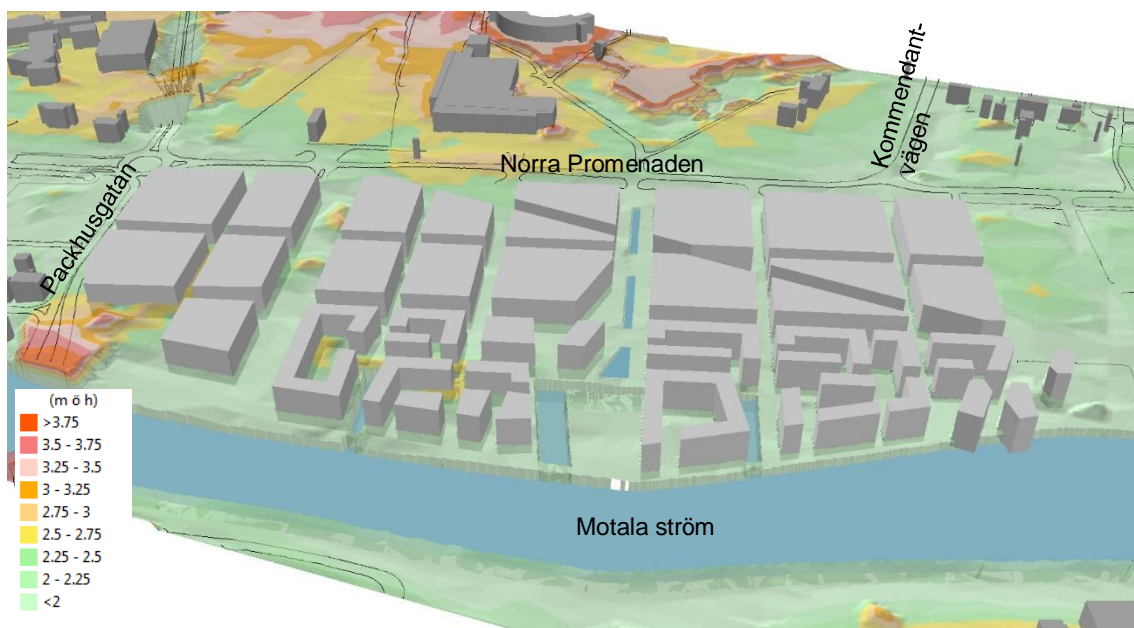 Kommendant-
vägen
Norra Promenaden
Packhusgatan
(m ö h)
>3.75
3.5 - 3.75
3.25 - 3.5
3 - 3.25
2.75 - 3
2.5 - 2.75
2.25 - 2.5
2 - 2.25
<2
Motala ström